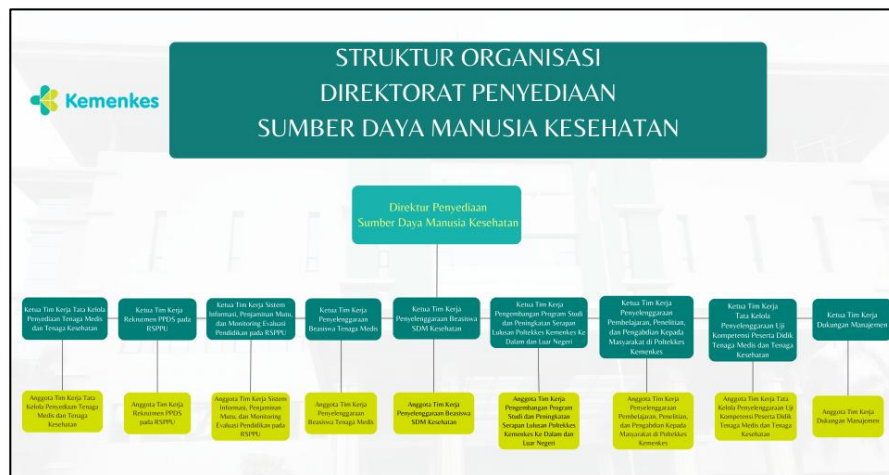 STRUKTUR ORGANISASI
DIREKTORAT PENYEDIAAN
SUMBER DAYA MANUSIA KESEHATAN
Kemenkes
Direktur Penyediaan
Sumber Daya Manusia Kesehatan
Ketua Tim Kerja Tata Kelola
Penyediaan Tenaga Medis
dan Tenaga Kesehatan
Ketua Tim Kerja
Rekrutmen PPDS pada
RSPPU
Ketua Tim Kerja Sistem
Informasi, Penjaminan Mutu,
dan Monitoring Evaluasi
Pendidikan pada RSPPU
Ketua Tim Kerja
Penyelenggaraan
Beasiswa Tenaga Medis
Ketua Tim Kerja
Penyelenggaraan Beasiswa
SDM Kesehatan
Ketua Tim Kerja
Pengembangan Program Studi
dan Peningkatan Serapan
Lulusan Poltekkes Kemenkes Ke
Dalam dan Luar Negeri
Ketua Tim Kerja
Penyelenggaraan
Pembelajaran, Penelitian,
dan Pengabdian Kepada
Masyarakat di Poltekkes
Kemenkes
Ketua Tim Kerja
Tata Kelola
Penyelenggaraan Uji
Kompetensi Peserta Didik
Tenaga Medis dan Tenaga
Kesehatan
Ketua Tim Kerja
Dukungan Manajemen
Anggota Tim Kerja Tata
Kelola Penyediaan Tenaga
Medis dan Tenaga
Kesehatan
Anggota Tim Kerja
Rekrutmen PPDS
pada RSPPU
Anggota Tim Kerja Sistem
Informasi, Penjaminan
Mutu, dan Monitoring
Evaluasi Pendidikan pada
RSPPU
Anggota Tim Kerja
Penyelenggaraan
Beasiswa Tenaga Medis
Anggota Tim Kerja
Penyelenggaraan Beasiswa
SDM Kesehatan
Anggota Tim Kerja
Pengembangan Program
Studi dan Peningkatan
Serapan Lulusan Poltekkes
Kemenkes Ke Dalam dan
Luar Negeri
Anggota Tim Kerja
Penyelenggaraan
Pembelajaran, Penelitian,
dan Pengabdian Kepada
Masyarakat di Poltekkes
Kemenkes
Anggota Tim Kerja Tata
Kelola Penyelenggaraan Uji
Kompetensi Peserta Didik
Tenaga Medis dan Tenaga
Kesehatan
Anggota Tim Kerja
Dukungan Manajemen